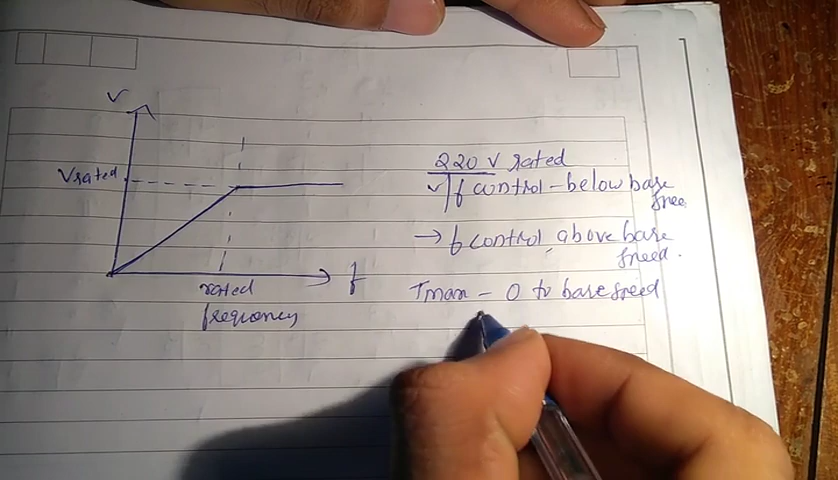 V
Vrated
rated
frequency
f
220 V rated
v/f control - below base
speed
→ f control above base
speed.
Tmax - 0 to base speed